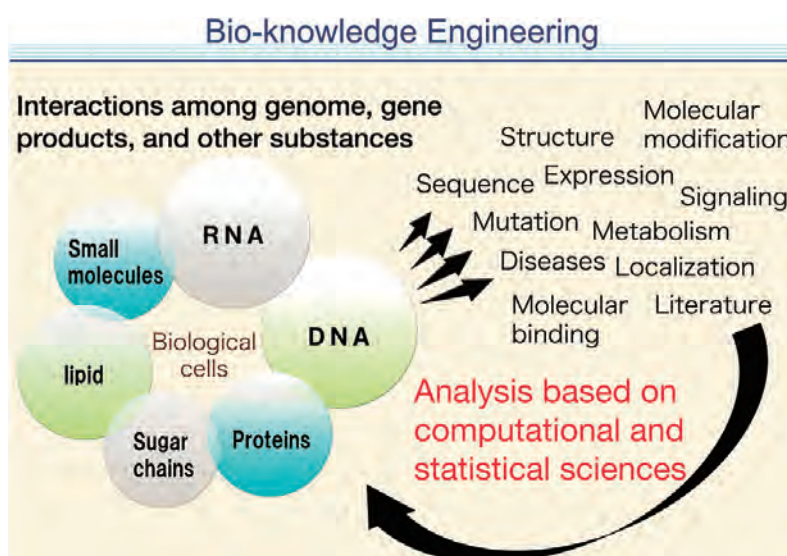 Bio-knowledge Engineering
Interactions among genome, gene
products, and other substances
RNA
Small
molecules
DNA
Biological
cells
lipid
Sugar
chains
Proteins
Structure
Molecular
modification
Sequence
Expression
Signaling
Mutation
Metabolism
Diseases
Localization
Molecular
binding
Literature
Analysis based on
computational and
statistical sciences